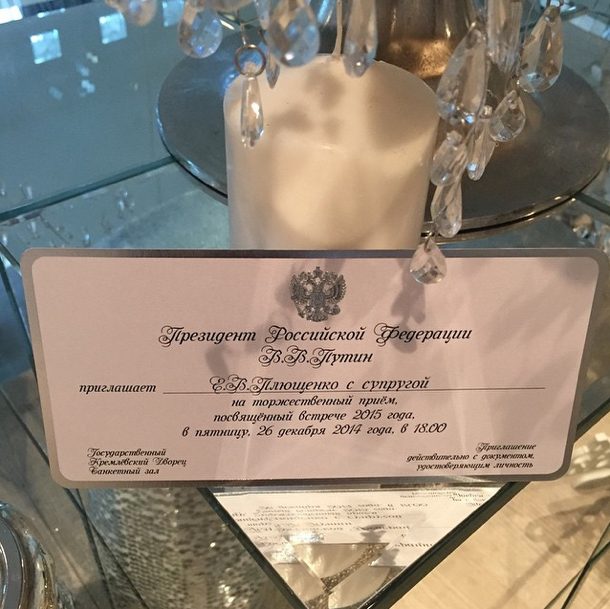 Президент Российской Федерации
В.В.Путин
приглашает Е.В.Плющенко с супругой
на торжественный приём,
посвящённый встрече 2015 года,
в пятницу, 26 декабря 2014 года, в 18.00
Государственный
Кремлёвский Дворец
Банкетный зал
Приглашение
действительно с документом,
удостоверяющим личность